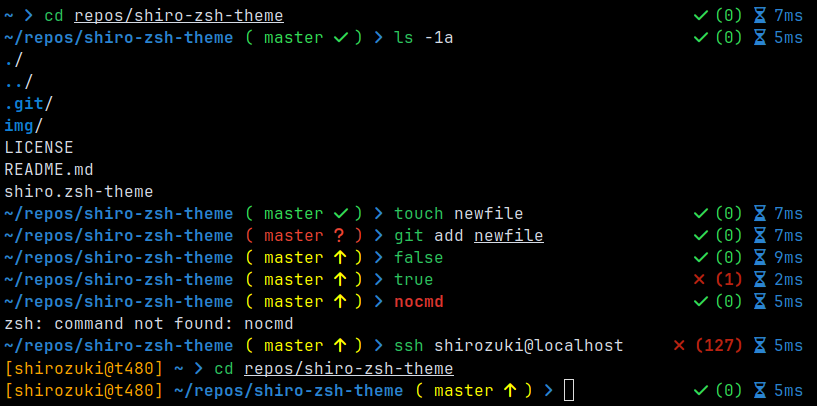 ~ > cd repos/shiro-zsh-theme ✓(0) ⧗ 7ms
~/repos/shiro-zsh-theme ( master ✓ ) > ls -1a ✓(0) ⧗ 5ms
./
../
.git/
img/
LICENSE
README.md
shiro.zsh-theme
~/repos/shiro-zsh-theme ( master ✓ ) > touch newfile ✓(0) ⧗ 7ms
~/repos/shiro-zsh-theme ( master ? ) > git add newfile ✓(0) ⧗ 7ms
~/repos/shiro-zsh-theme ( master ↑ ) > false ✓(0) ⧗ 9ms
~/repos/shiro-zsh-theme ( master ↑ ) > true ✕ (1) ⧗ 2ms
~/repos/shiro-zsh-theme ( master ↑ ) > nocmd ✓(0) ⧗ 5ms
zsh: command not found: nocmd
~/repos/shiro-zsh-theme ( master ↑ ) > ssh shirozuki@localhost ✕ (127) ⧗ 5ms
[shirozuki@t480] ~ > cd repos/shiro-zsh-theme
[shirozuki@t480] ~/repos/shiro-zsh-theme ( master ↑ ) > ✓(0) ⧗ 5ms